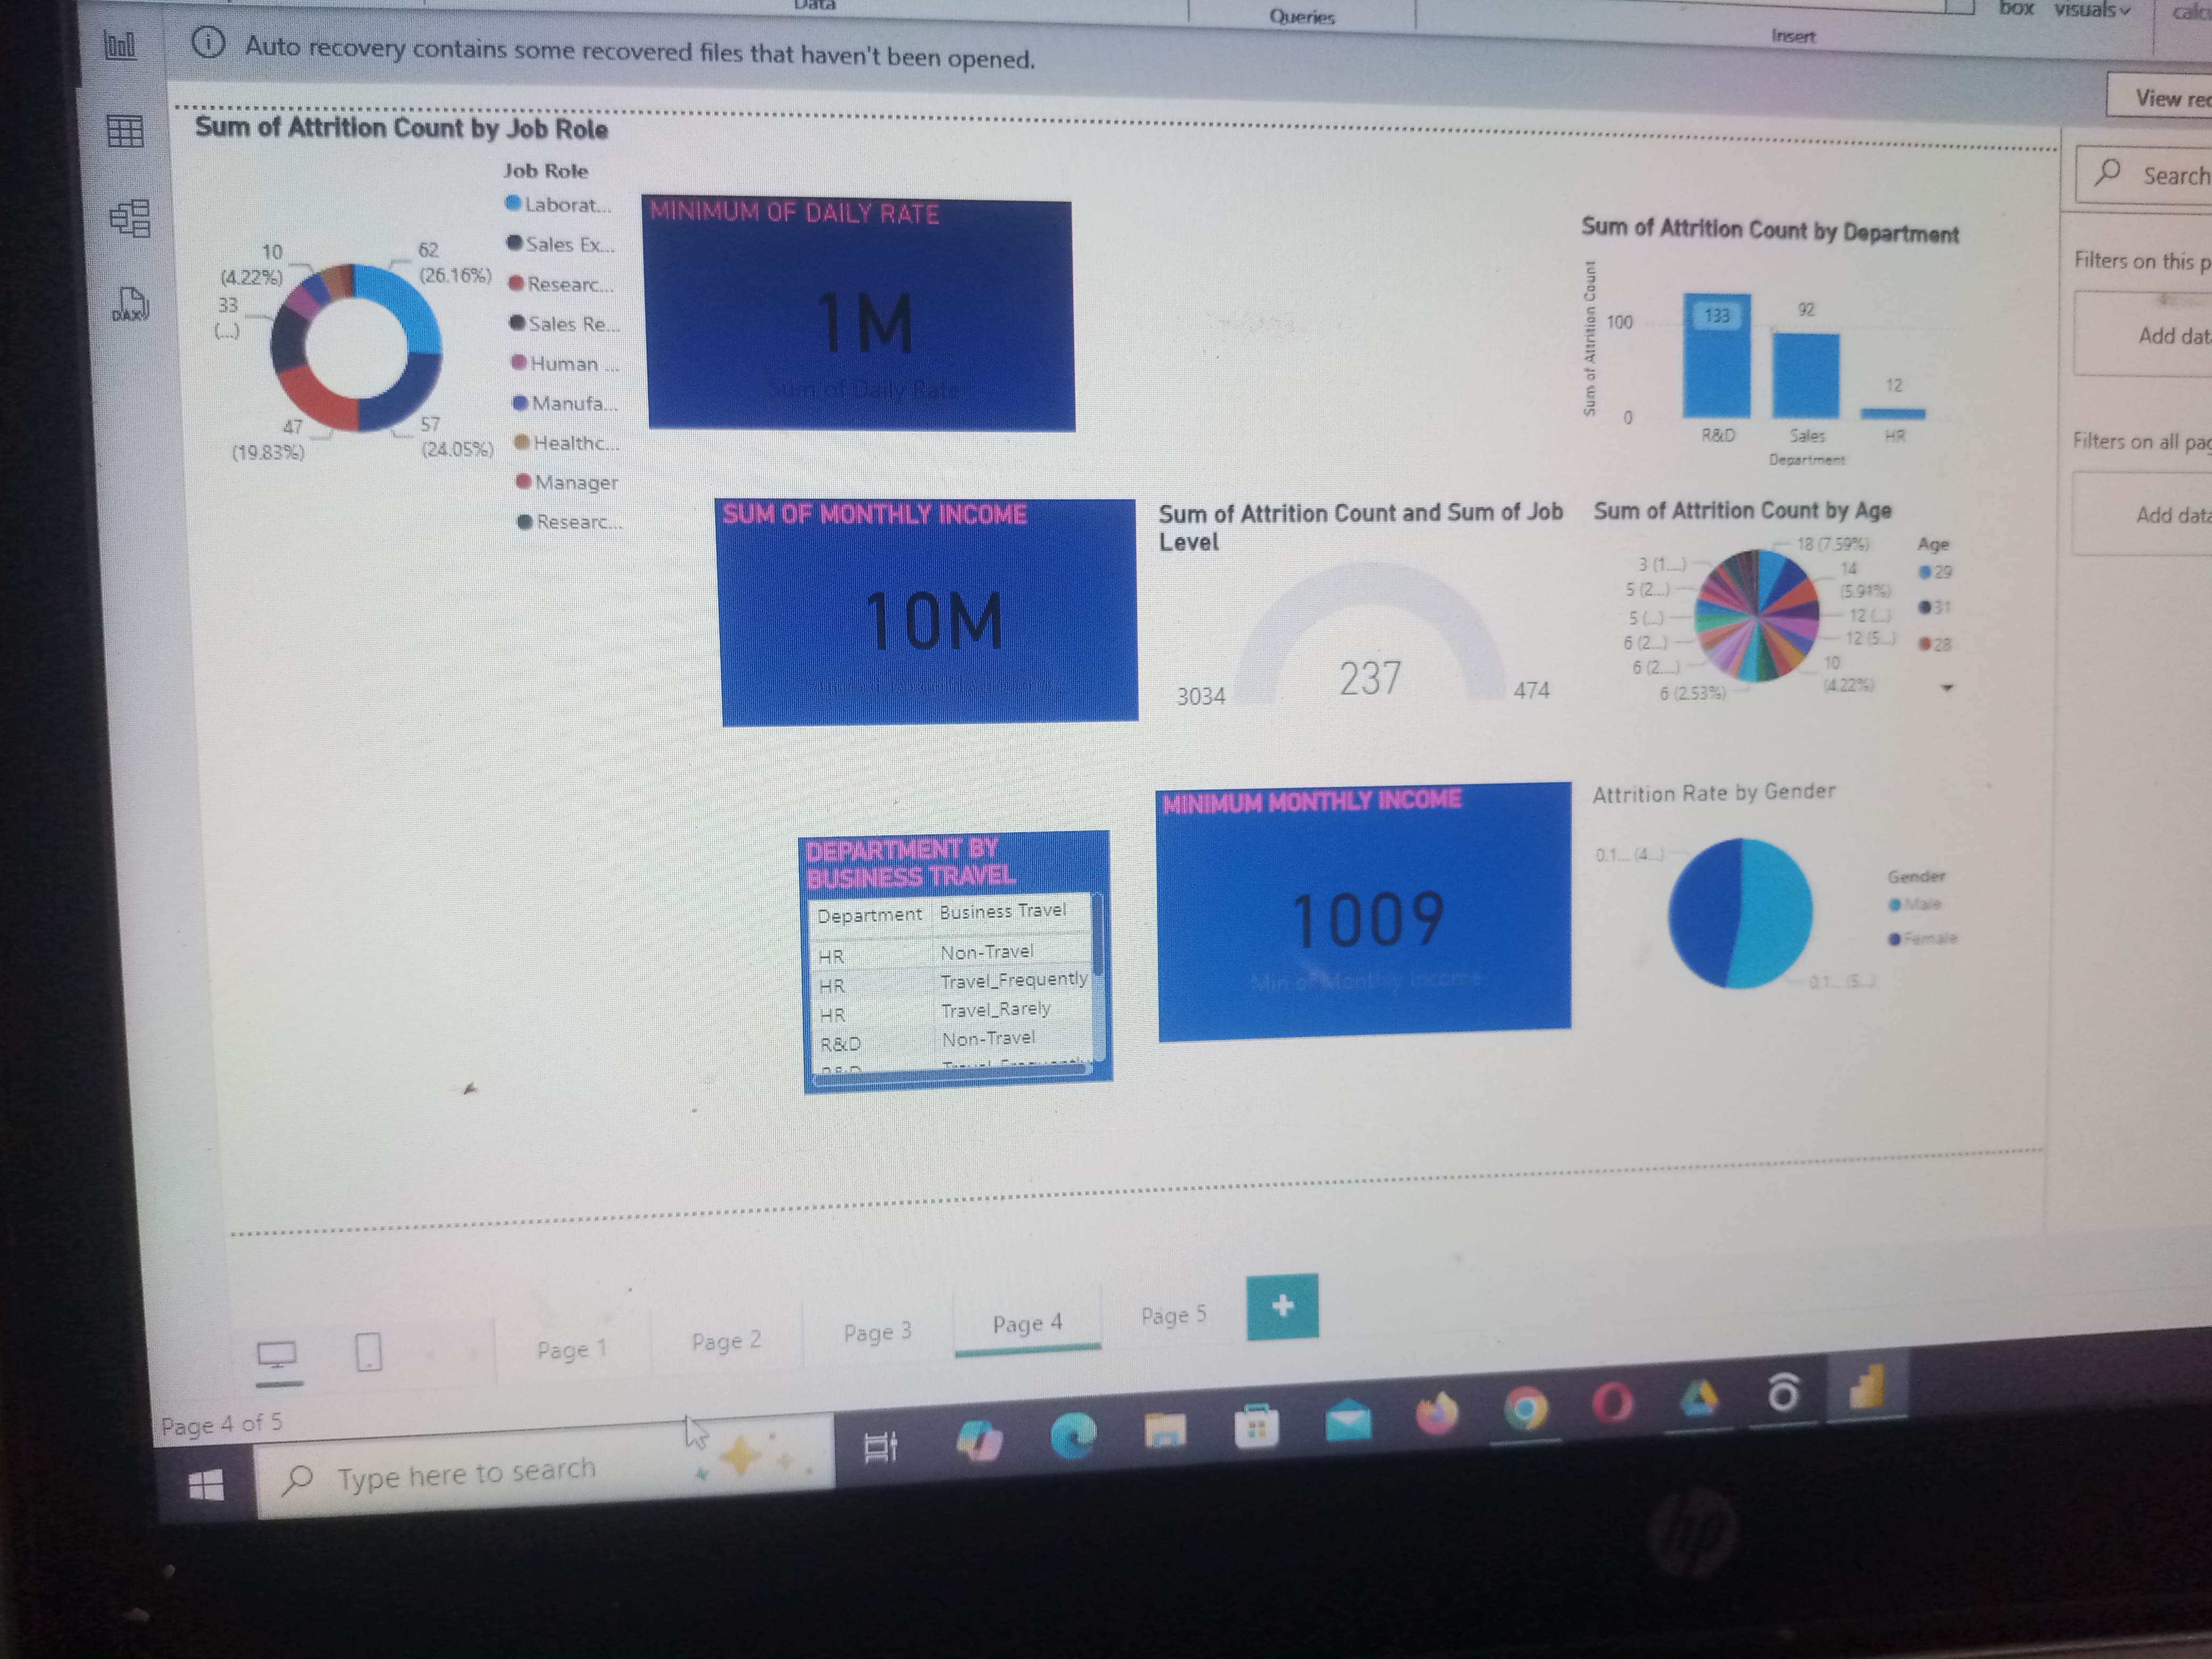 Data
Queries
Insert
box visuals
calcu
Auto recovery contains some recovered files that haven't been opened.
View rec
Sum of Attrition Count by Job Role
Job Role
Laborat...
Sales Ex...
Researc...
Sales Re...
Human ...
Manufa...
Healthc...
Manager
Researc...
10
(4.22%)
33
(...)
62
(26.16%)
47
(19.83%)
57
(24.05%)
MINIMUM OF DAILY RATE
1M
Sum of Daily Rate
Sum of Attrition Count by Department
Sum of Attrition Count
100
0
133
92
12
R&D
Sales
HR
Department
Search
Filters on this p
Add dat
Filters on all pag
Add data
SUM OF MONTHLY INCOME
10M
Sum of Attrition Count and Sum of Job
Level
3034
237
474
Sum of Attrition Count by Age
18 (7.59%)
14
(5.91%)
12 (...)
12 (5...)
10
(4.22%)
3 (1....)
5 (2...)
5 (...)
6 (2...)
6 (2....)
6 (2.53%)
Age
29
31
28
DEPARTMENT BY
BUSINESS TRAVEL
Department Business Travel
HR Non-Travel
HR Travel_Frequently
HR Travel_Rarely
R&D Non-Travel
R&D Travel_Frequently
MINIMUM MONTHLY INCOME
1009
Min of Monthly Income
Attrition Rate by Gender
0.1... (4...)
0.1... (5...)
Gender
Male
Female
Page 1
Page 2
Page 3
Page 4
Page 5
+
Page 4 of 5
Type here to search
DAX
hp